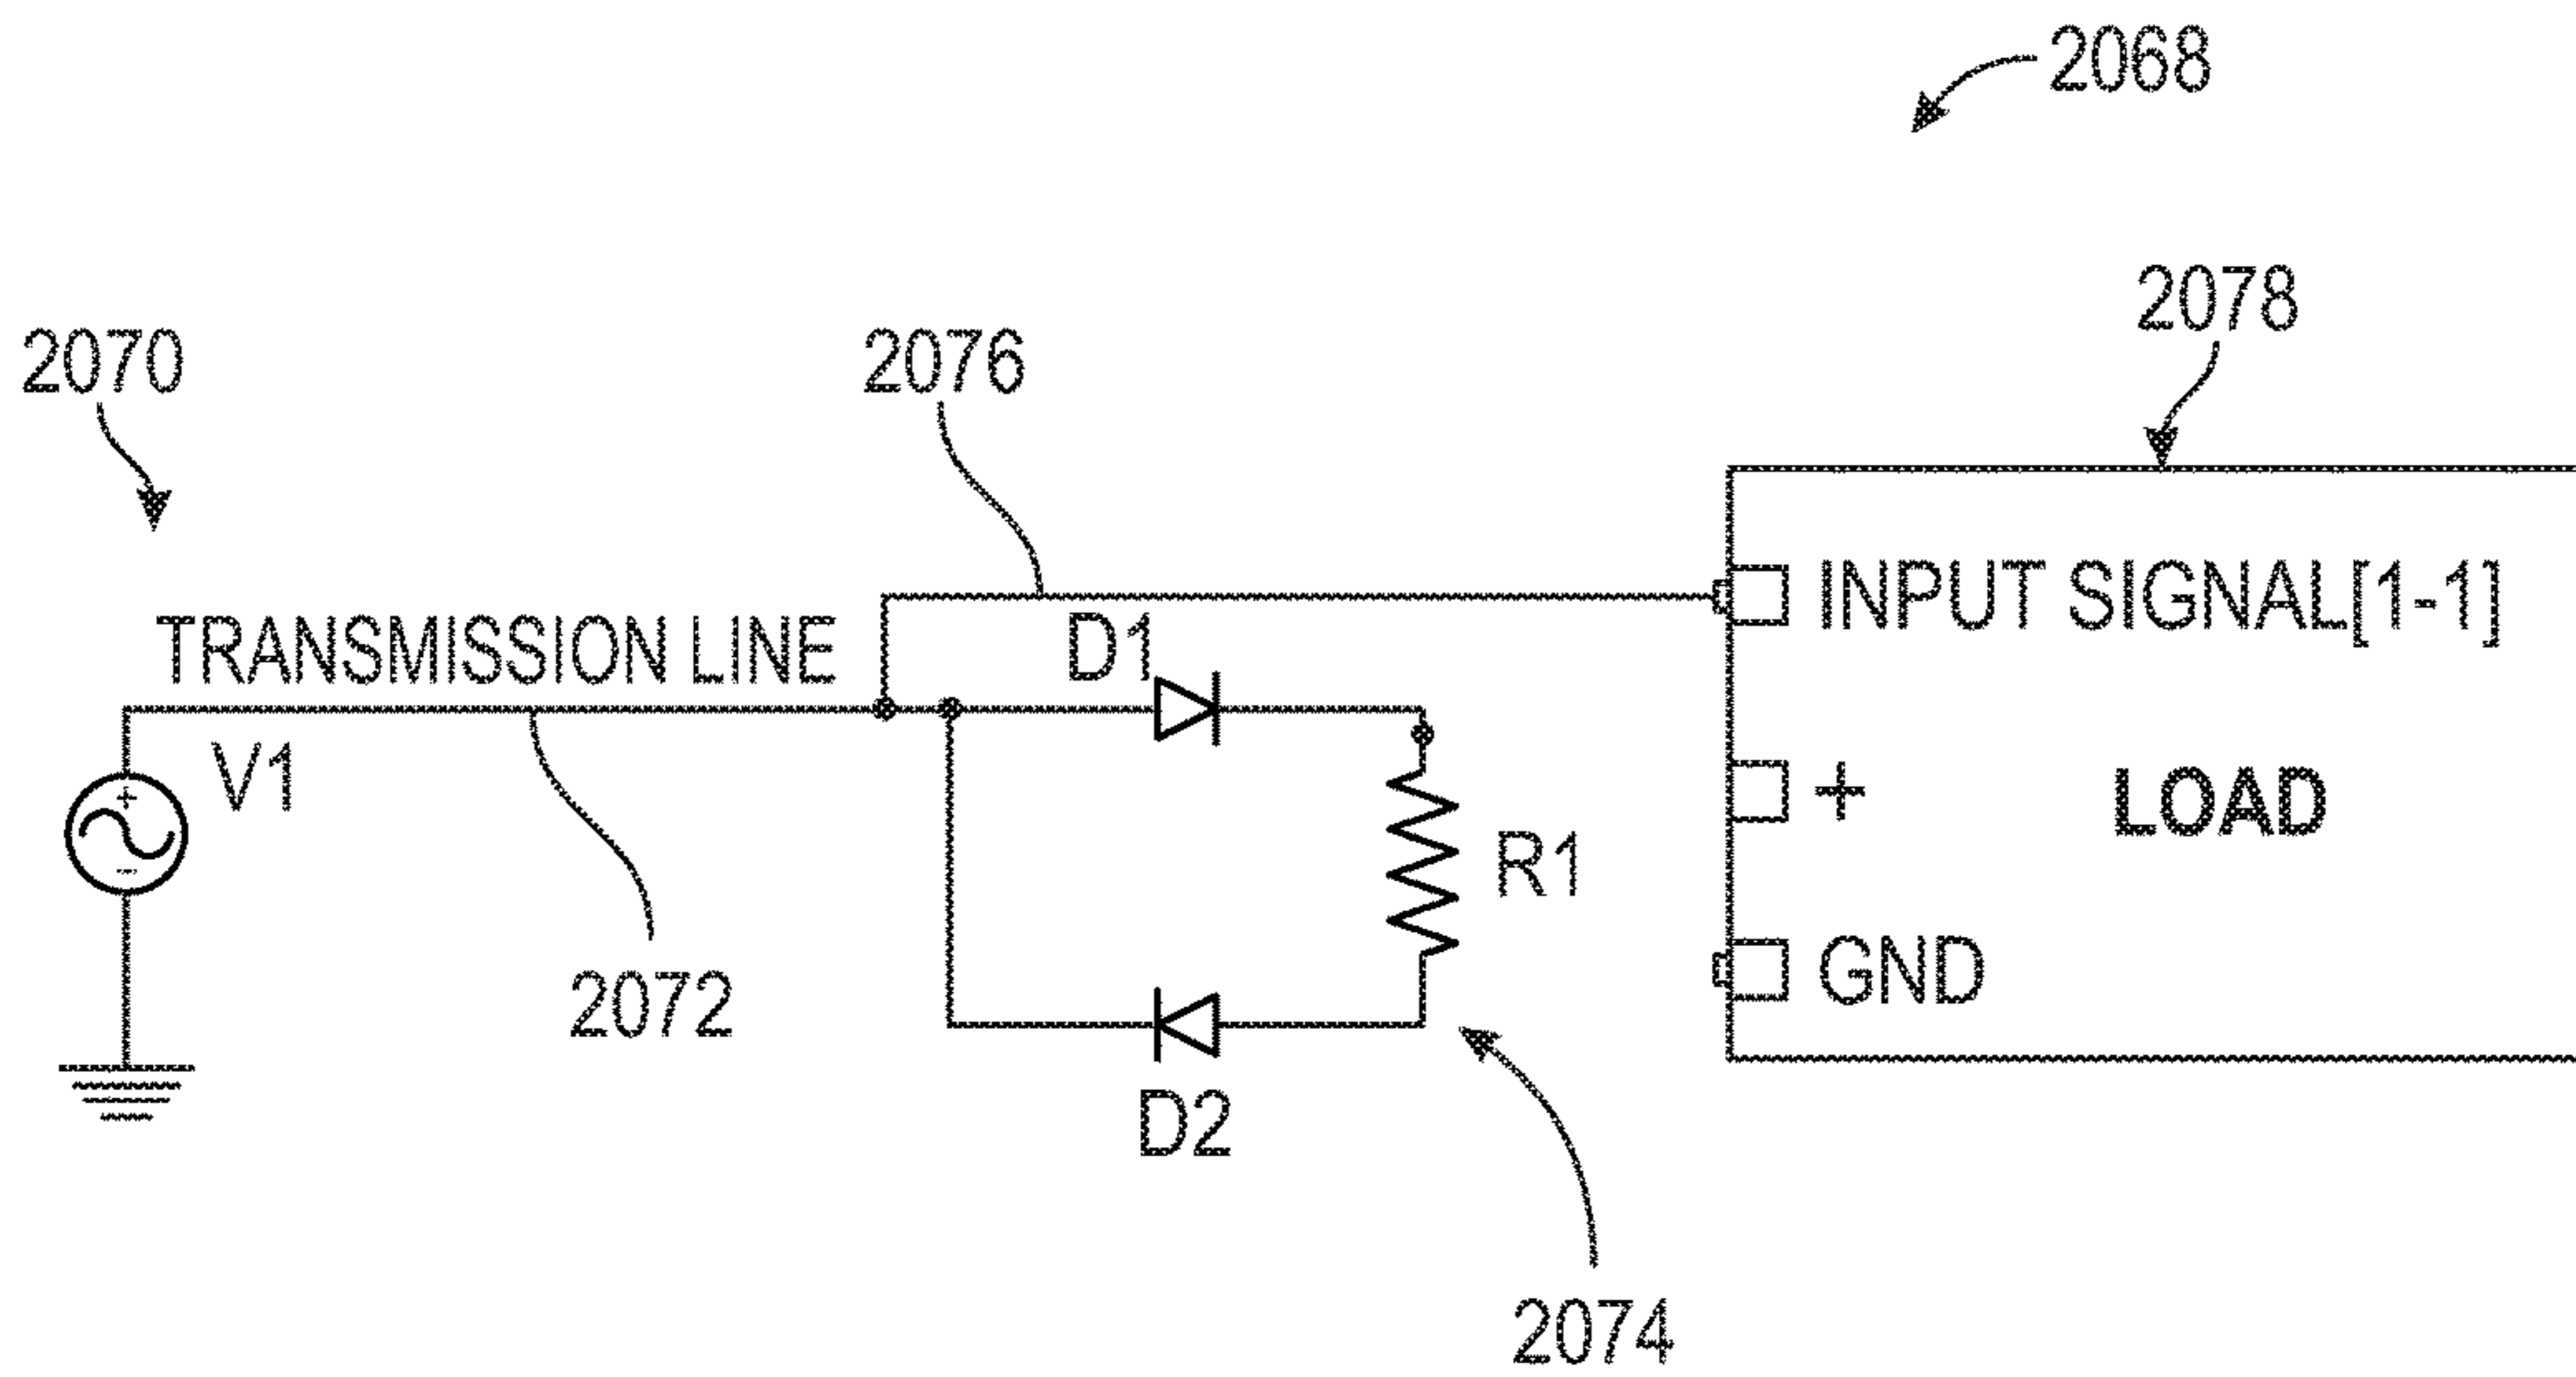 2068
2078
2070
2076
INPUT SIGNAL[1-1]
TRANSMISSION LINE
D1
V1
+
LOAD
R1
GND
2072
D2
2074